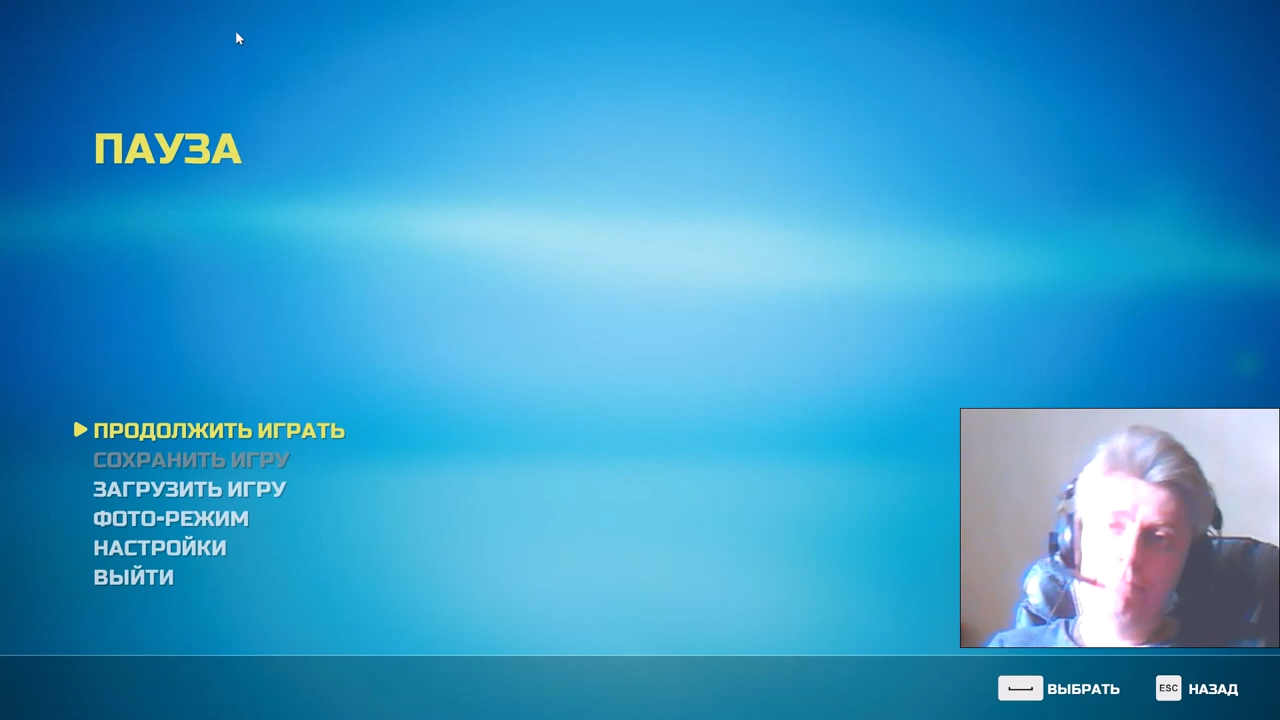 ПАУЗА
ПРОДОЛЖИТЬ ИГРАТЬ
СОХРАНИТЬ ИГРУ
ЗАГРУЗИТЬ ИГРУ
ФОТО-РЕЖИМ
НАСТРОЙКИ
ВЫЙТИ
ВЫБРАТЬ
ESC НАЗАД